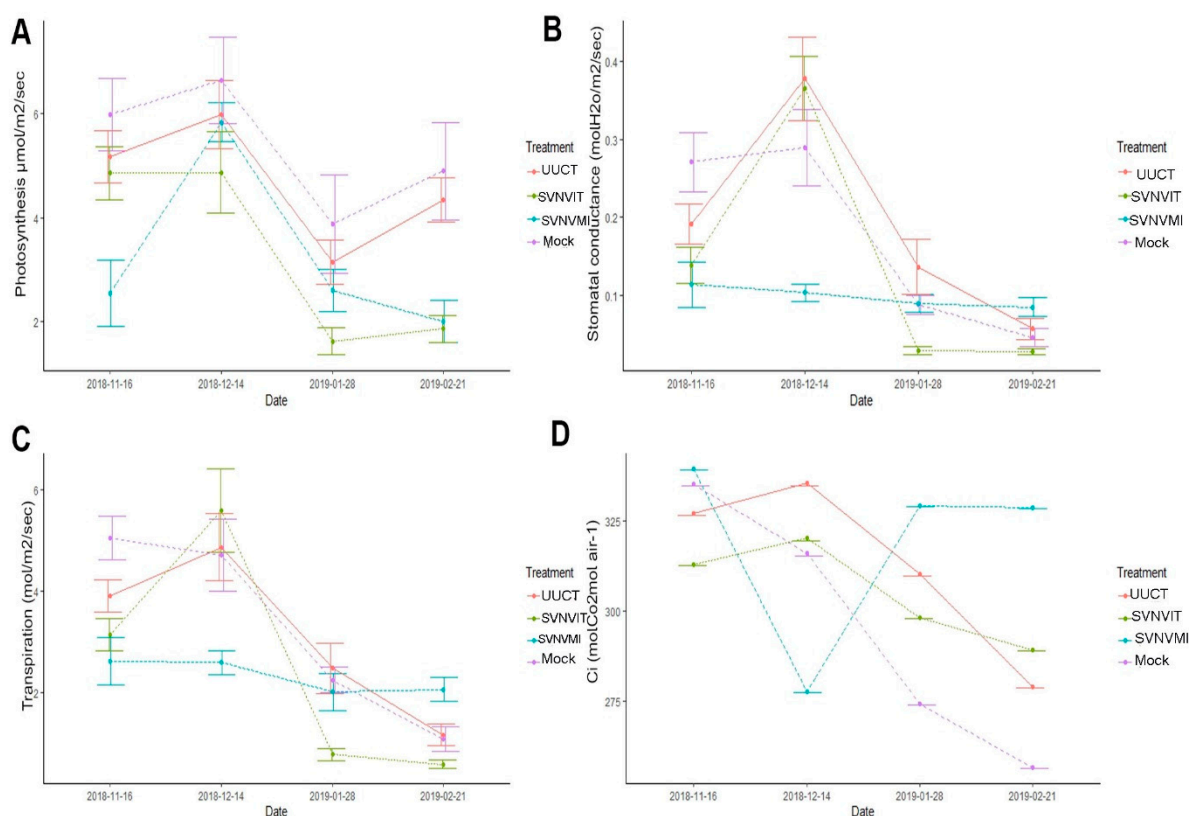 A
Photosynthesis µmol/m2/sec
6
4
2
2018-11-16 2018-12-14 2019-01-28 2019-02-21
Date
Treatment
UUCT
SVNVIT
SVNVMI
Mock
B
Stomatal conductance (molH2o/m2/sec)
0.4
0.3
0.2
0.1
2018-11-16 2018-12-14 2019-01-28 2019-02-21
Date
Treatment
UUCT
SVNVIT
SVNVMI
Mock
C
Transpiration (mol/m2/sec)
6
4
2
2018-11-16 2018-12-14 2019-01-28 2019-02-21
Date
Treatment
UUCT
SVNVIT
SVNVMI
Mock
D
Ci (molCo2mol air-1)
325
300
275
2018-11-16 2018-12-14 2019-01-28 2019-02-21
Date
Treatment
UUCT
SVNVIT
SVNVMI
Mock